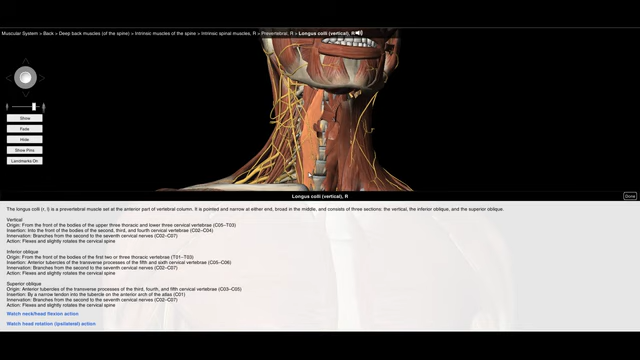 Muscular System > Back > Deep back muscles (of the spine) > Intrinsic muscles of the spine > Intrinsic spinal muscles, R > Prevertebral, R > Longus colli (vertical), R
Show
Fade
Hide
Show Pins
Landmarks On
Longus colli (vertical), R
Done
The longus colli (r, l) is a prevertebral muscle set at the anterior part of vertebral column. It is pointed and narrow at either end, broad in the middle, and consists of three sections: the vertical, the inferior oblique, and the superior oblique.
Vertical
Origin: From the front of the bodies of the upper three thoracic and lower three cervical vertebrae (C05–T03)
Insertion: Into the front of the bodies of the second, third, and fourth cervical vertebrae (C02–C04)
Innervation: Branches from the second to the seventh cervical nerves (C02–C07)
Action: Flexes and slightly rotates the cervical spine
Inferior oblique
Origin: From the front of the bodies of the first two or three thoracic vertebrae (T01–T03)
Insertion: Anterior tubercles of the transverse processes of the fifth and sixth cervical vertebrae (C05–C06)
Innervation: Branches from the second to the seventh cervical nerves (C02–C07)
Action: Flexes and slightly rotates the cervical spine
Superior oblique
Origin: Anterior tubercles of the transverse processes of the third, fourth, and fifth cervical vertebrae (C03–C05)
Insertion: By a narrow tendon into the tubercle on the anterior arch of the atlas (C01)
Innervation: Branches from the second to the seventh cervical nerves (C02–C07)
Action: Flexes and slightly rotates the cervical spine
Watch neck/head flexion action
Watch head rotation (ipsilateral) action